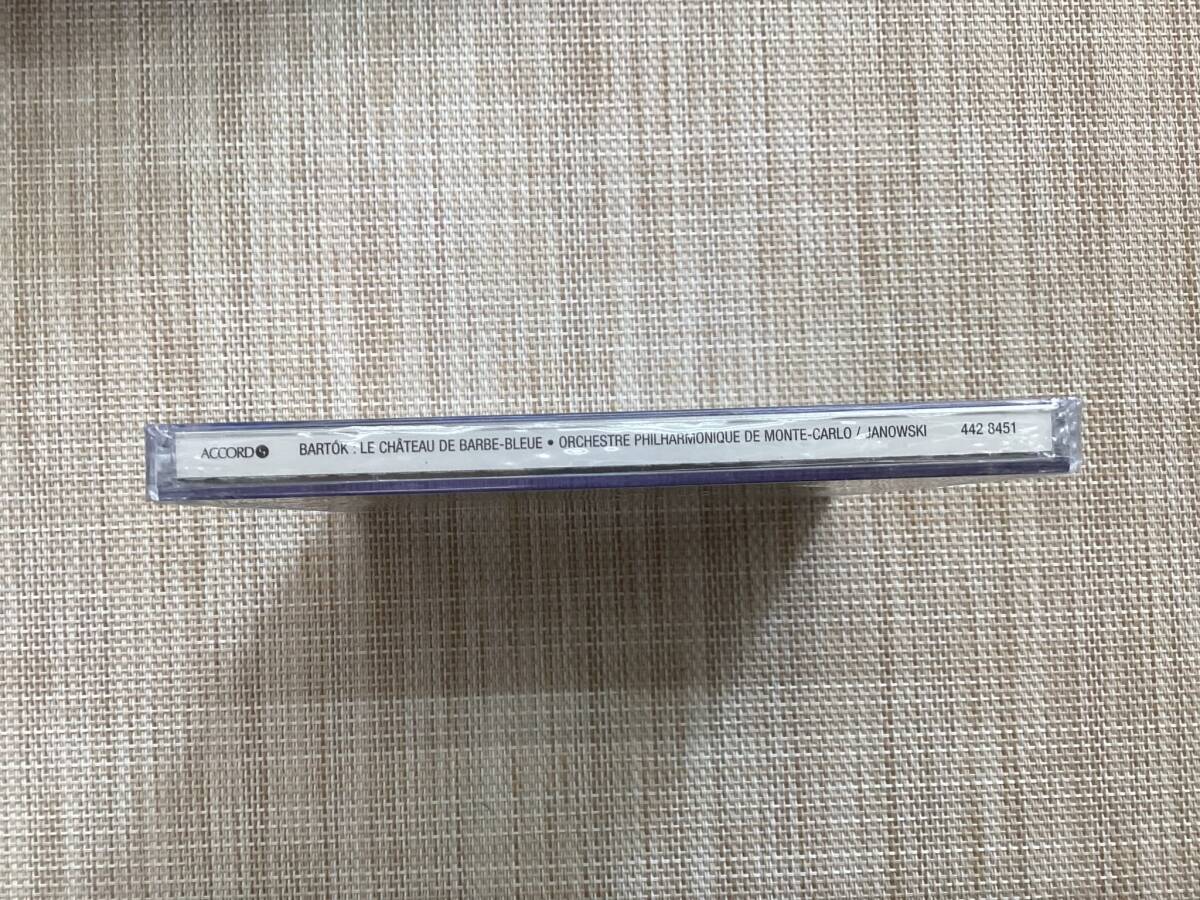 ACCORD BARTÓK : LE CHÂTEAU DE BARBE-BLEUE • ORCHESTRE PHILHARMONIQUE DE MONTE-CARLO / JANOWSKI 442 8451